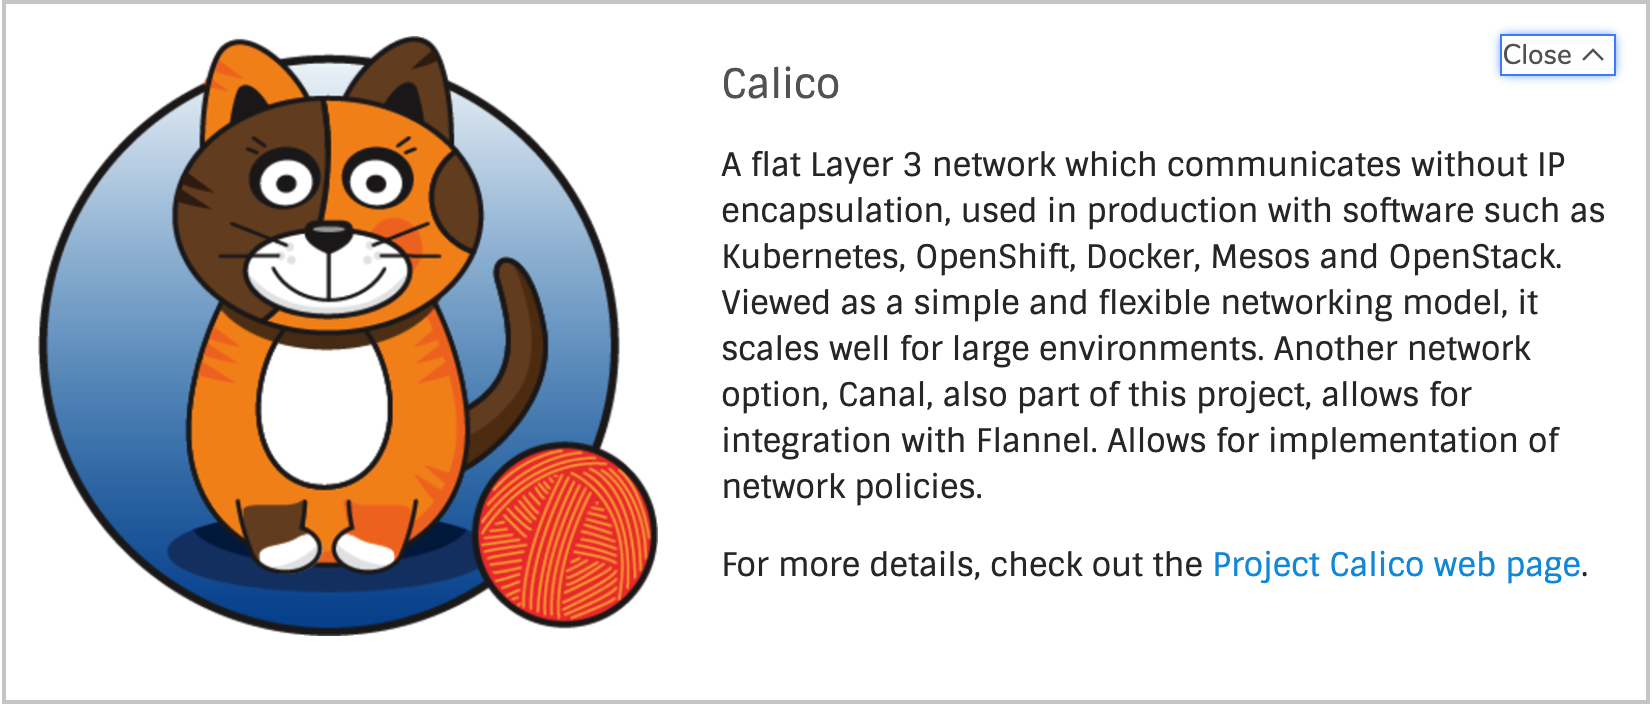 Close
Calico
A flat Layer 3 network which communicates without IP
encapsulation, used in production with software such as
Kubernetes, OpenShift, Docker, Mesos and OpenStack.
Viewed as a simple and flexible networking model, it
scales well for large environments. Another network
option, Canal, also part of this project, allows for
integration with Flannel. Allows for implementation of
network policies.
For more details, check out the Project Calico web page.